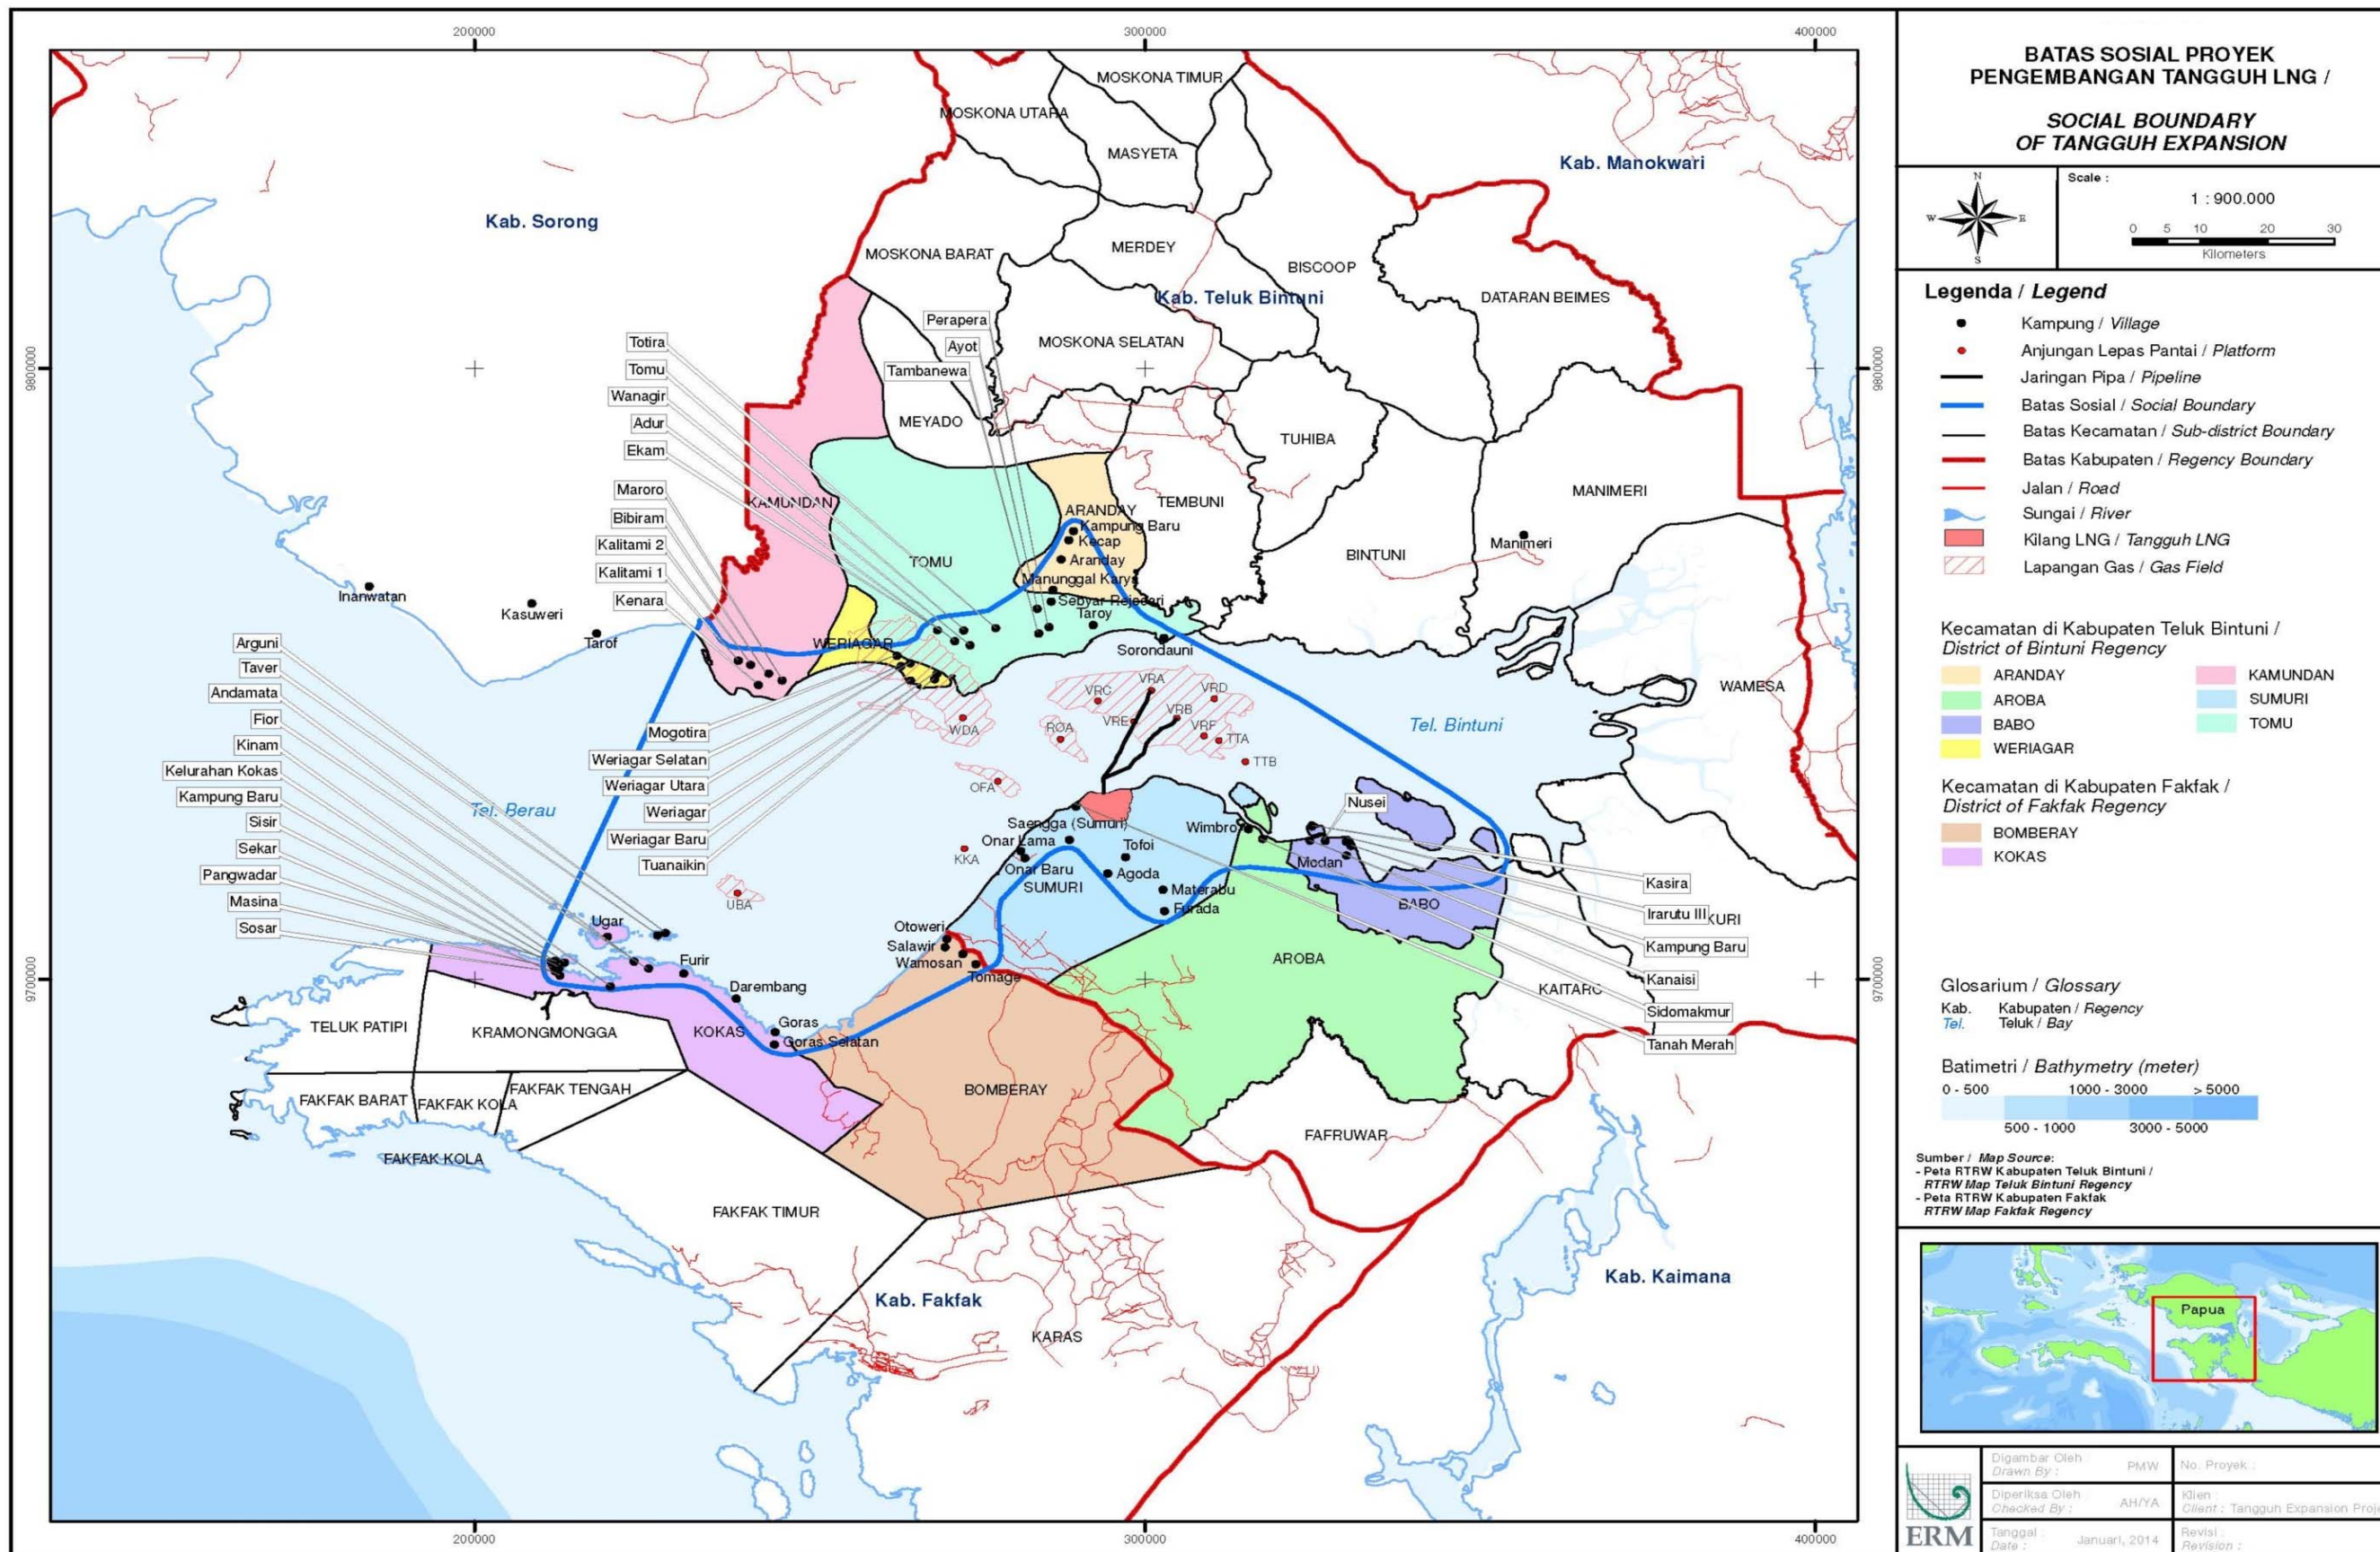 200000
300000
400000
9800000
9800000
9700000
9700000
200000
300000
400000
MOSKONA TIMUR
MOSKONA UTARA
MASYETA
Kab. Manokwari
Kab. Sorong
MOSKONA BARAT
MERDEY
BISCOOP
Kab. Teluk Bintuni
DATARAN BEIMES
Perapera
Totira
Ayot
MOSKONA SELATAN
Tomu
Tambanewa
Wanagir
Adur
MEYADO
TUHIBA
Ekam
Maroro
KAMUNDAN
TEMBUNI
MANIMERI
ARANDAY
Bibiram
Kampung Baru
Kecap
Kalitami 2
Manimeri
TOMU
Aranday
BINTUNI
Kalitami 1
Manunggal Karya
Inanwatan
Kenara
Sebyar Rejosari
Kasuweri
Taroy
Arguni
Tarof
WERIAGAR
Sorondauni
Taver
VRA
VRC
VRD
WAMESA
Andamata
VRB
Fior
VRE
VRF
Tel. Bintuni
Mogotira
WDA
ROA
TTA
Kinam
Weriagar Selatan
TTB
Kelurahan Kokas
Weriagar Utara
OFA
Kampung Baru
Tel. Berau
Weriagar
Nusei
Sisir
Saengga (Sumuri)
Wimbro
Weriagar Baru
Onar Lama
Tofoi
Sekar
KKA
Modan
Tuanaikin
Onar Baru
Agoda
Pangwadar
SUMURI
Materabu
Kasira
Masina
UBA
BABO
Furada
Irarutu III
KURI
Sosar
Ugar
Otoweri
Salawir
Kampung Baru
Furir
Wamosan
AROBA
Tomage
Kanaisi
Darembang
KAITARO
Sidomakmur
TELUK PATIPI
KRAMONGMONGGA
KOKAS
Goras
Goras Selatan
Tanah Merah
BOMBERAY
FAKFAK BARAT
FAKFAK KOLA
FAKFAK TENGAH
FAFRUWAR
FAKFAK KOLA
FAKFAK TIMUR
Kab. Kaimana
Kab. Fakfak
KARAS
BATAS SOSIAL PROYEK
PENGEMBANGAN TANGGUH LNG /
SOCIAL BOUNDARY
OF TANGGUH EXPANSION
N
W
E
S
Scale :
1 : 900.000
0 5 10 20 30
Kilometers
Legenda / Legend
Kampung / Village
Anjungan Lepas Pantai / Platform
Jaringan Pipa / Pipeline
Batas Sosial / Social Boundary
Batas Kecamatan / Sub-district Boundary
Batas Kabupaten / Regency Boundary
Jalan / Road
Sungai / River
Kilang LNG / Tangguh LNG
Lapangan Gas / Gas Field
Kecamatan di Kabupaten Teluk Bintuni /
District of Bintuni Regency
ARANDAY
KAMUNDAN
AROBA
SUMURI
BABO
TOMU
WERIAGAR
Kecamatan di Kabupaten Fakfak /
District of Fakfak Regency
BOMBERAY
KOKAS
Glosarium / Glossary
Kab. Kabupaten / Regency
Tel. Teluk / Bay
Batimetri / Bathymetry (meter)
0 - 500 1000 - 3000 > 5000
500 - 1000 3000 - 5000
Sumber / Map Source:
- Peta RTRW Kabupaten Teluk Bintuni /
RTRW Map Teluk Bintuni Regency
- Peta RTRW Kabupaten Fakfak
RTRW Map Fakfak Regency
Papua
ERM
Digambar Oleh :
Drawn By : PMW
No. Proyek :
Diperiksa Oleh :
Checked By : AH/YA
Klien :
Client : Tangguh Expansion Proje
Tanggal :
Date : Januari, 2014
Revisi :
Revision :